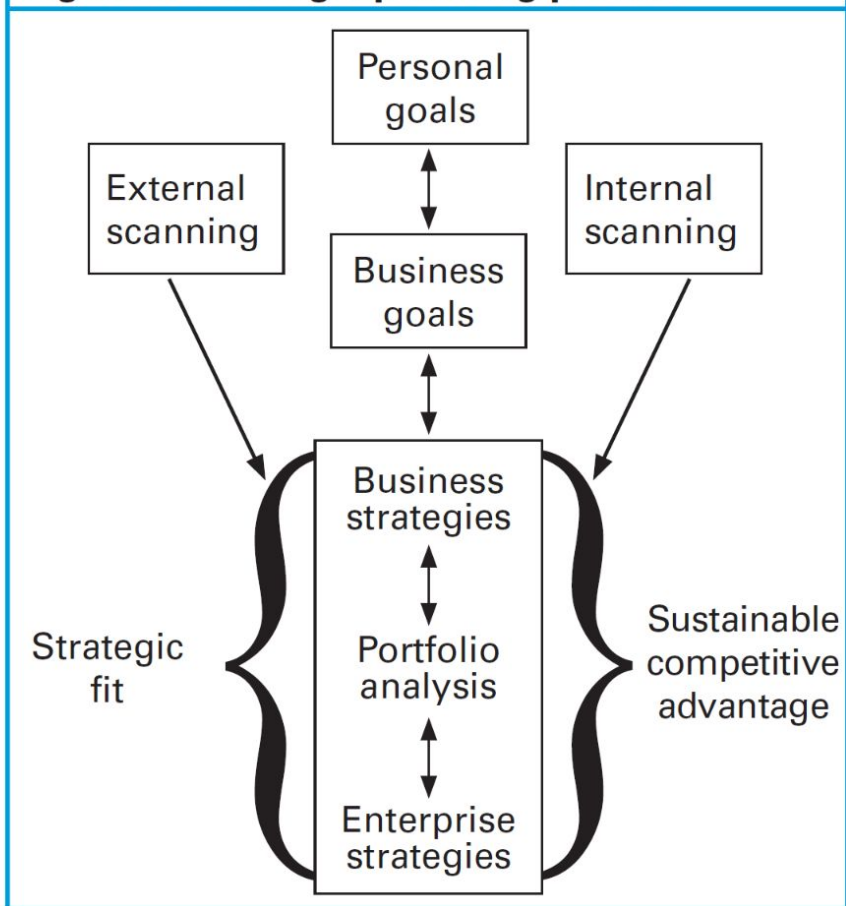 Personal
goals
External
scanning
Internal
scanning
Business
goals
Business
strategies
Strategic
fit
Portfolio
analysis
Sustainable
competitive
advantage
Enterprise
strategies